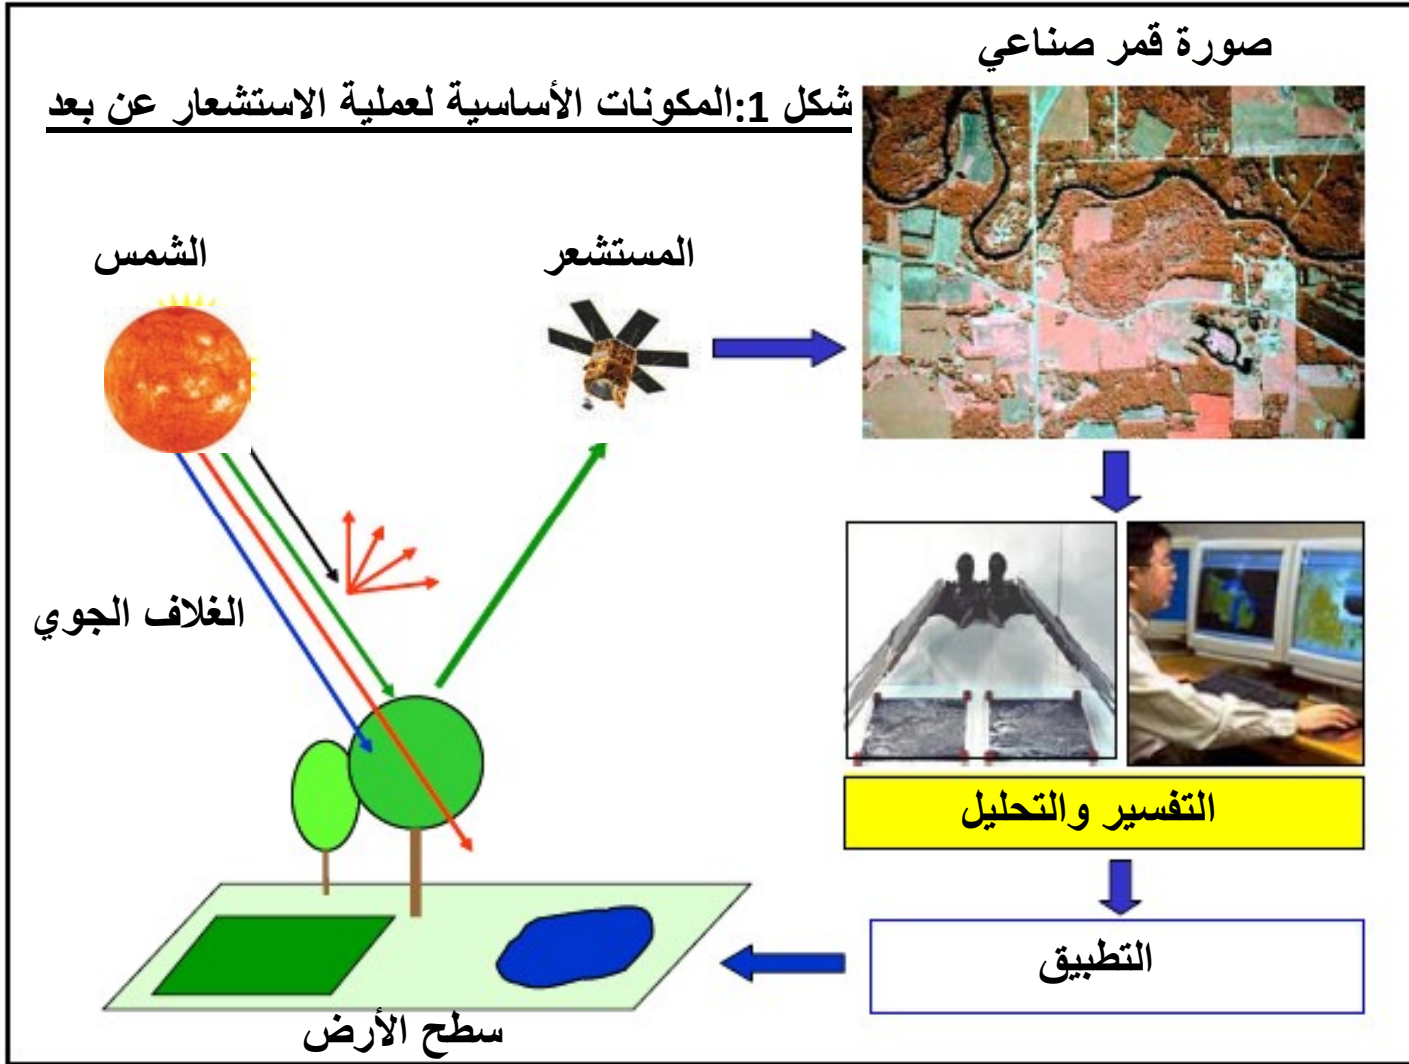 صورة قمر صناعي
شكل 1:المكونات الأساسية لعملية الاستشعار عن بعد
الشمس
المستشعر
الغلاف الجوي
التفسير والتحليل
التطبيق
سطح الأرض